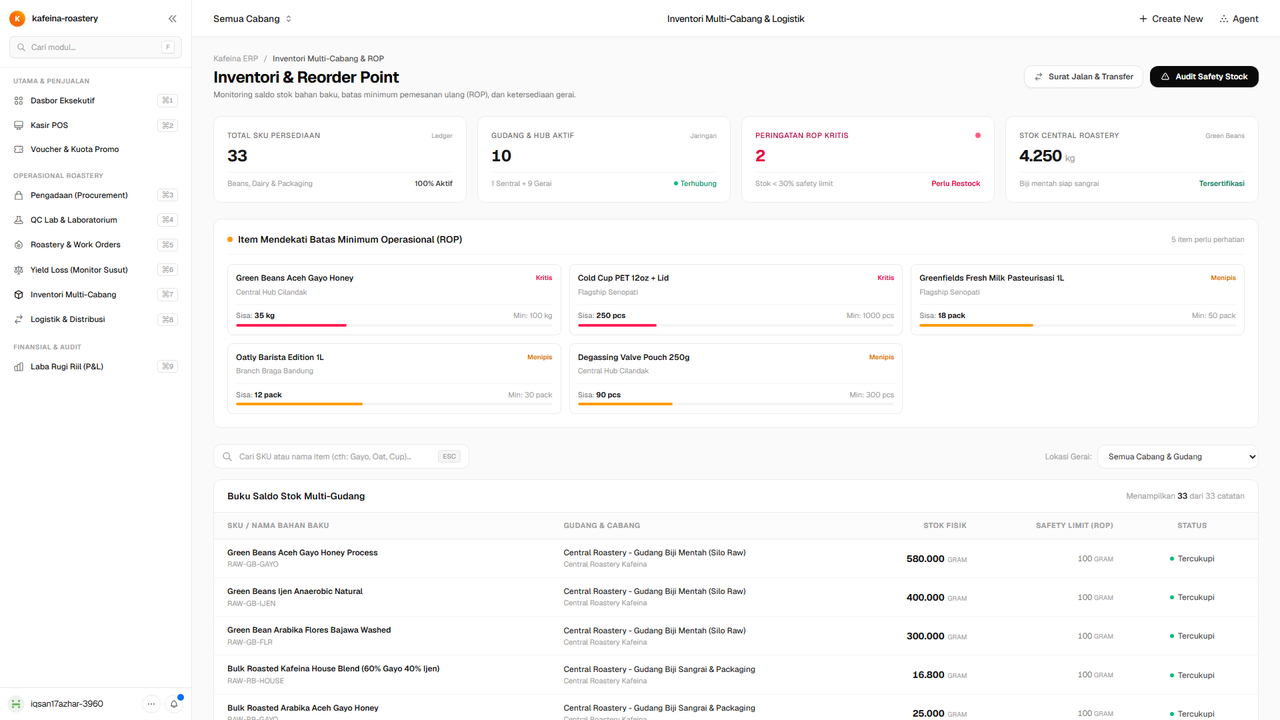 kafeina-roastery
Cari modul...
F
UTAMA & PENJUALAN
Dasbor Eksekutif
⌘1
Kasir POS
⌘2
Voucher & Kuota Promo
OPERASIONAL ROASTERY
Pengadaan (Procurement)
⌘3
QC Lab & Laboratorium
⌘4
Roastery & Work Orders
⌘5
Yield Loss (Monitor Susut)
⌘6
Inventori Multi-Cabang
⌘7
Logistik & Distribusi
⌘8
FINANSIAL & AUDIT
Laba Rugi Riil (P&L)
⌘9
iqsan17azhar-3960
Semua Cabang
Inventori Multi-Cabang & Logistik
Create New
Agent
Kafeina ERP / Inventori Multi-Cabang & ROP
Inventori & Reorder Point
Monitoring saldo stok bahan baku, batas minimum pemesanan ulang (ROP), dan ketersediaan gerai.
Surat Jalan & Transfer
Audit Safety Stock
TOTAL SKU PERSEDIAAN
Ledger
33
Beans, Dairy & Packaging
100% Aktif
GUDANG & HUB AKTIF
Jaringan
10
1 Sentral + 9 Gerai
Terhubung
PERINGATAN ROP KRITIS
2
Stok < 30% safety limit
Perlu Restock
STOK CENTRAL ROASTERY
Green Beans
4.250 kg
Biji mentah siap sangrai
Tersertifikasi
Item Mendekati Batas Minimum Operasional (ROP)
5 item perlu perhatian
Green Beans Aceh Gayo Honey
Kritis
Central Hub Cilandak
Sisa: 35 kg
Min: 100 kg
Cold Cup PET 12oz + Lid
Kritis
Flagship Senopati
Sisa: 250 pcs
Min: 1000 pcs
Greenfields Fresh Milk Pasteurisasi 1L
Menipis
Flagship Senopati
Sisa: 18 pack
Min: 50 pack
Oatly Barista Edition 1L
Menipis
Branch Braga Bandung
Sisa: 12 pack
Min: 30 pack
Degassing Valve Pouch 250g
Menipis
Central Hub Cilandak
Sisa: 90 pcs
Min: 300 pcs
Cari SKU atau nama item (cth: Gayo, Oat, Cup)...
ESC
Lokasi Gerai:
Semua Cabang & Gudang
Buku Saldo Stok Multi-Gudang
Menampilkan 33 dari 33 catatan
SKU / NAMA BAHAN BAKU
GUDANG & CABANG
STOK FISIK
SAFETY LIMIT (ROP)
STATUS
Green Beans Aceh Gayo Honey Process
RAW-GB-GAYO
Central Roastery - Gudang Biji Mentah (Silo Raw)
Central Roastery Kafeina
580.000 GRAM
100 GRAM
Tercukupi
Green Beans Ijen Anaerobic Natural
RAW-GB-IJEN
Central Roastery - Gudang Biji Mentah (Silo Raw)
Central Roastery Kafeina
400.000 GRAM
100 GRAM
Tercukupi
Green Bean Arabika Flores Bajawa Washed
RAW-GB-FLR
Central Roastery - Gudang Biji Mentah (Silo Raw)
Central Roastery Kafeina
300.000 GRAM
100 GRAM
Tercukupi
Bulk Roasted Kafeina House Blend (60% Gayo 40% Ijen)
RAW-RB-HOUSE
Central Roastery - Gudang Biji Sangrai & Packaging
Central Roastery Kafeina
16.800 GRAM
100 GRAM
Tercukupi
Bulk Roasted Arabika Aceh Gayo Honey
RAW-RB-GAYO
Central Roastery - Gudang Biji Sangrai & Packaging
Central Roastery Kafeina
25.000 GRAM
100 GRAM
Tercukupi